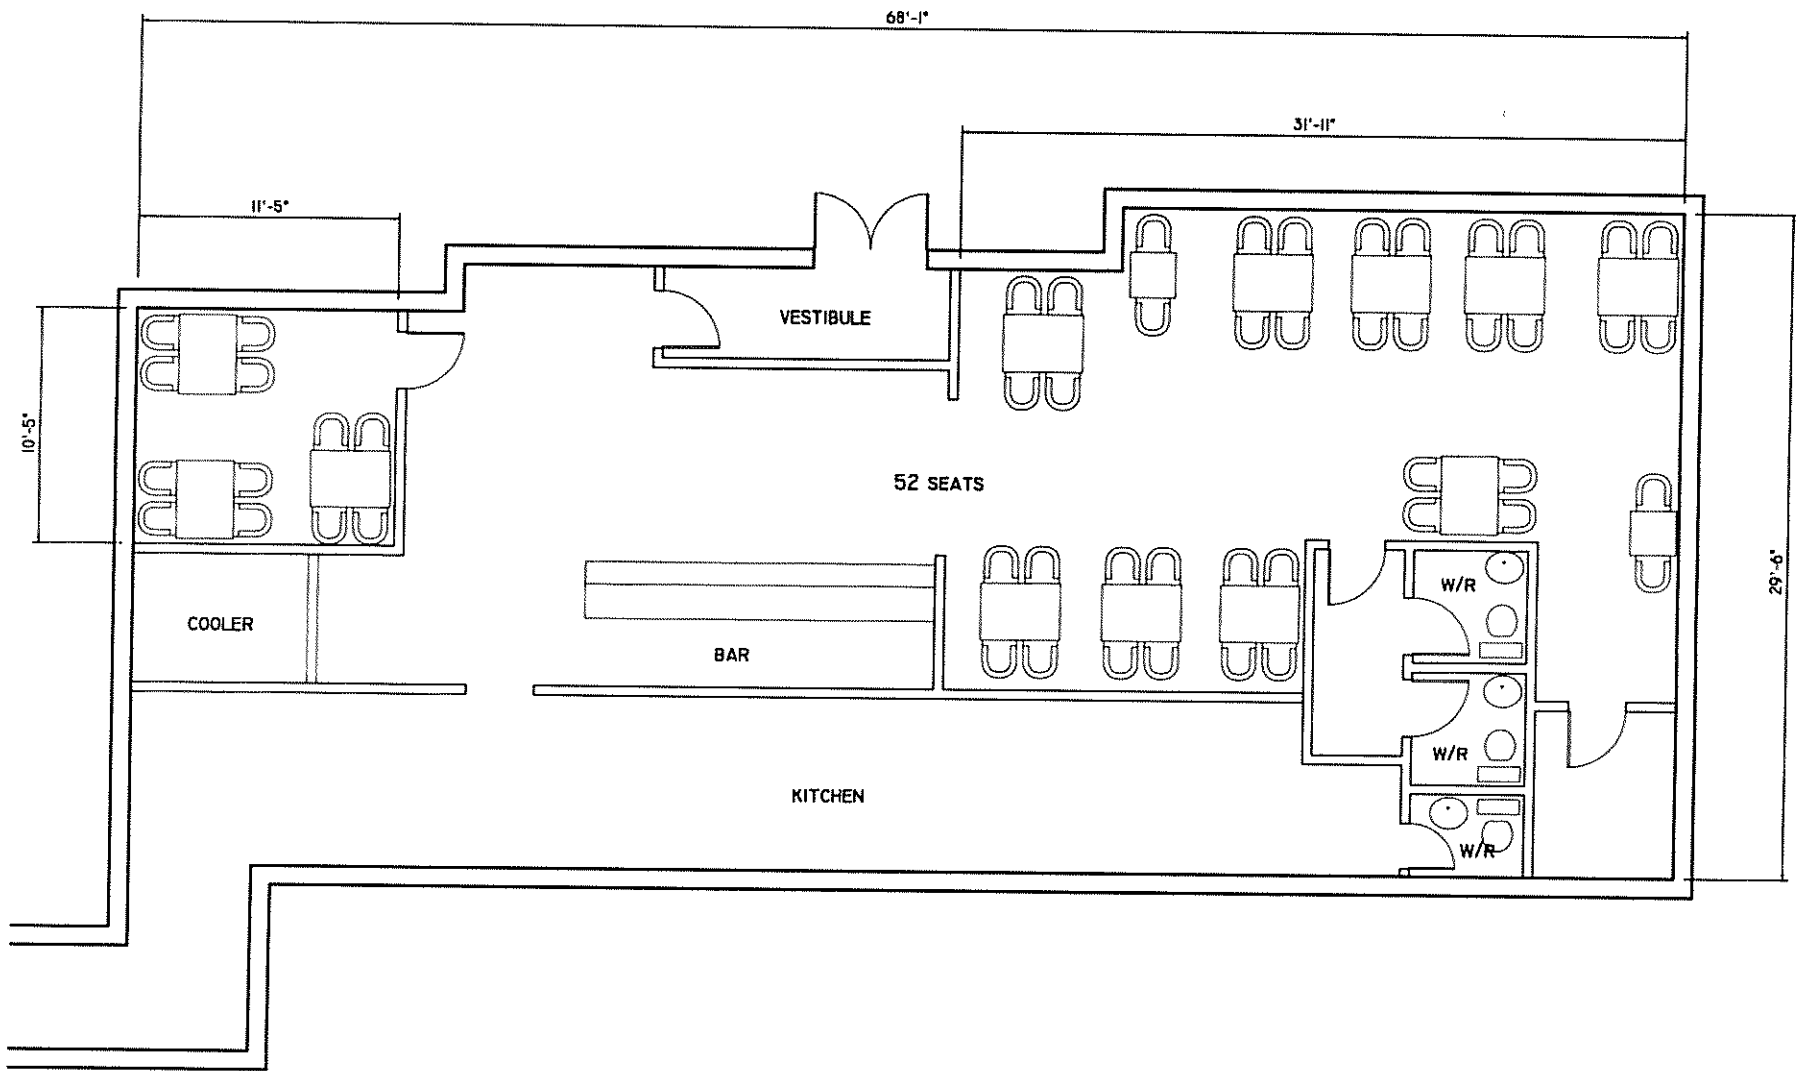 68'-1"
31'-11"
11'-5"
VESTIBULE
10'-5"
52 SEATS
29'-6"
W/R
COOLER
BAR
W/R
KITCHEN
W/R